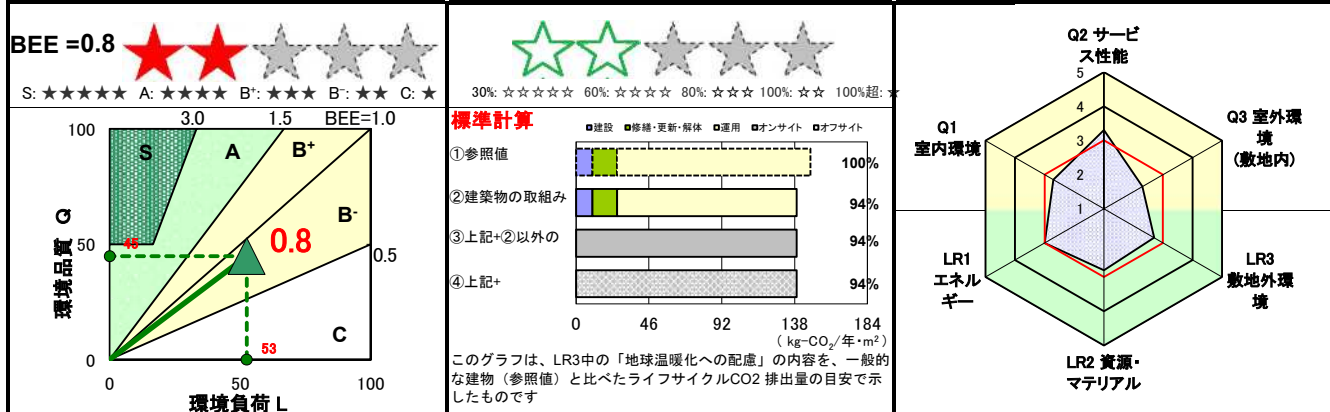 BEE =0.8
S: ★★★★★ A: ★★★★ B+: ★★★ B-: ★★ C: ★
3.0 1.5 BEE=1.0
100
S A B+
B-
50
45
0.8
0.5
C
0
53
0 50 100
環境品質 Q
環境負荷 L
30%: ☆☆☆☆☆ 60%: ☆☆☆☆ 80%: ☆☆☆ 100%: ☆☆ 100%超: ☆
標準計算
建設 修繕・更新・解体 運用 オンサイト オフサイト
①参照値 100%
②建築物の取組み 94%
③上記+②以外の 94%
④上記+ 94%
0 46 92 138 184
( kg-CO2/年・m2 )
このグラフは、LR3中の「地球温暖化への配慮」の内容を、一般的
な建物（参照値）と比べたライフサイクルCO2 排出量の目安で示
したものです
Q2 サービ
ス性能
5
4
3
2
1
Q1
室内環境
Q3 室外環
境
(敷地内)
LR1
エネル
ギー
LR3
敷地外環
境
LR2 資源・
マテリアル